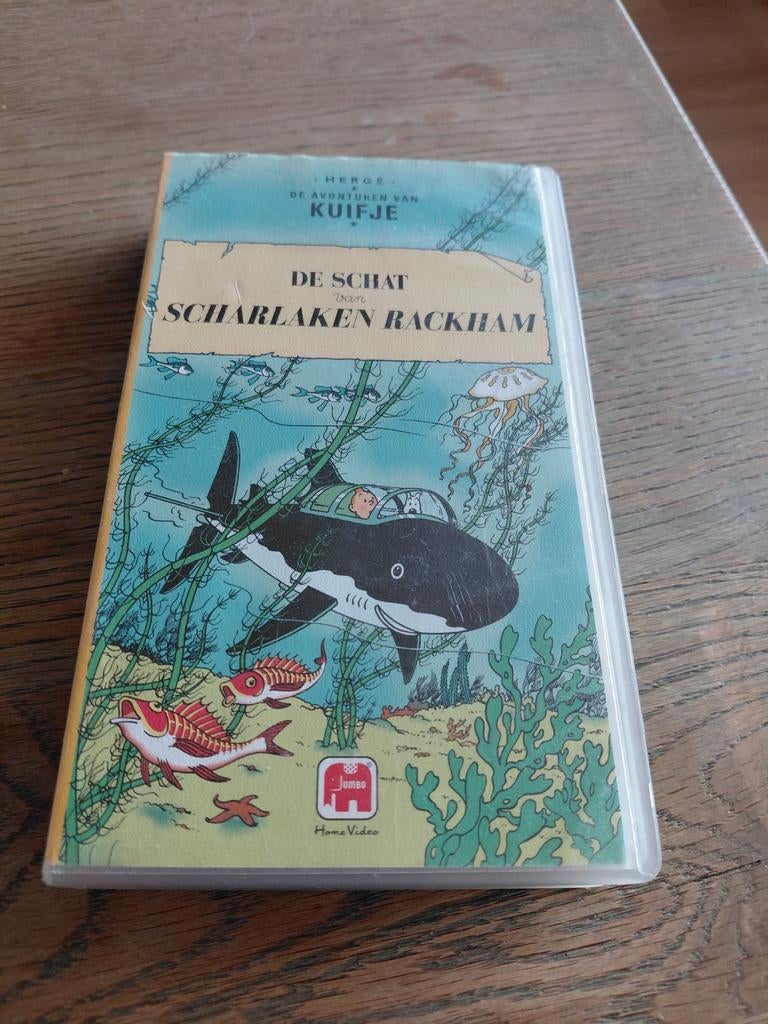 - HERGÉ -
DE AVONTUREN VAN
KUIFJE
DE SCHAT
van
SCHARLAKEN RACKHAM
JUMBO
Home Video